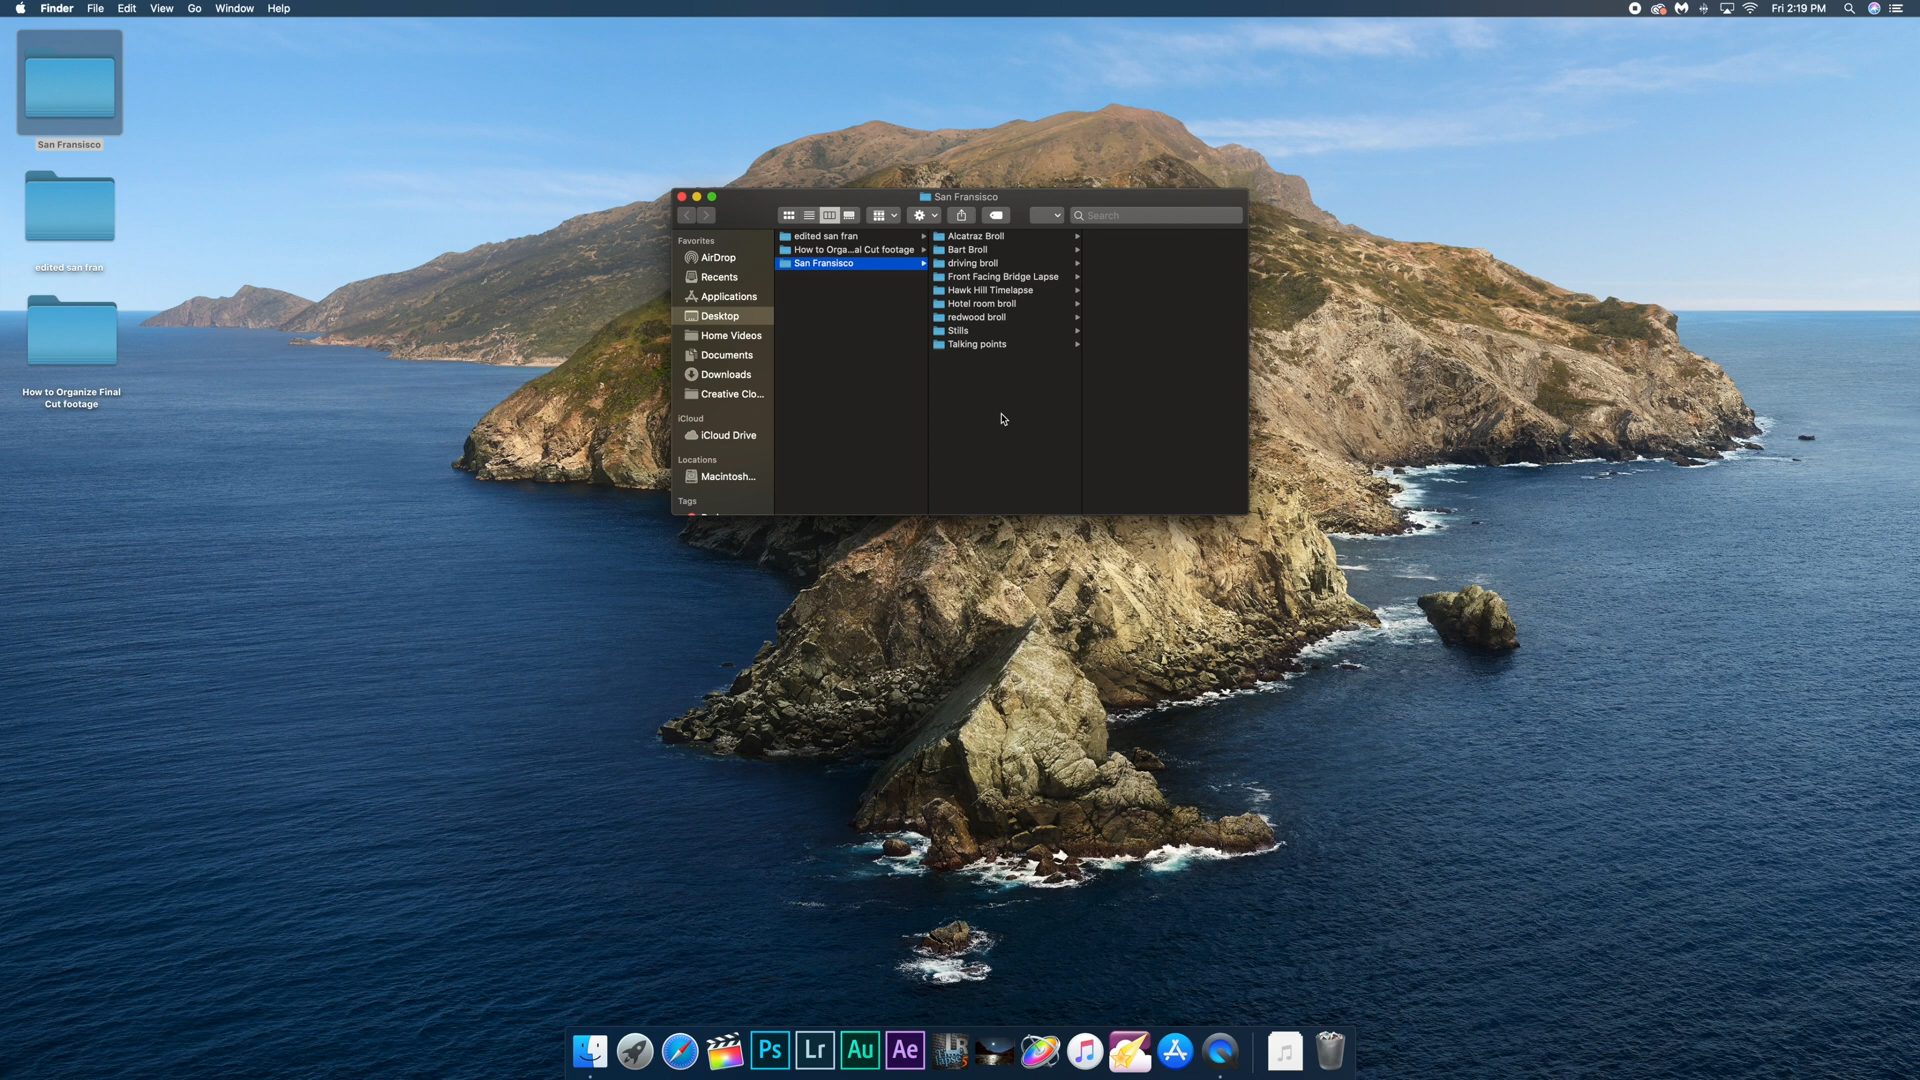 Finder File Edit View Go Window Help
Fri 2:19 PM
San Fransisco
edited san fran
How to Organize Final
Cut footage
San Fransisco
Search
Favorites
AirDrop
Recents
Applications
Desktop
Home Videos
Documents
Downloads
Creative Clo...
iCloud
iCloud Drive
Locations
Macintosh...
Tags
edited san fran
How to Orga...al Cut footage
San Fransisco
Alcatraz Broll
Bart Broll
driving broll
Front Facing Bridge Lapse
Hawk Hill Timelapse
Hotel room broll
redwood broll
Stills
Talking points
Ps
Lr
Au
Ae